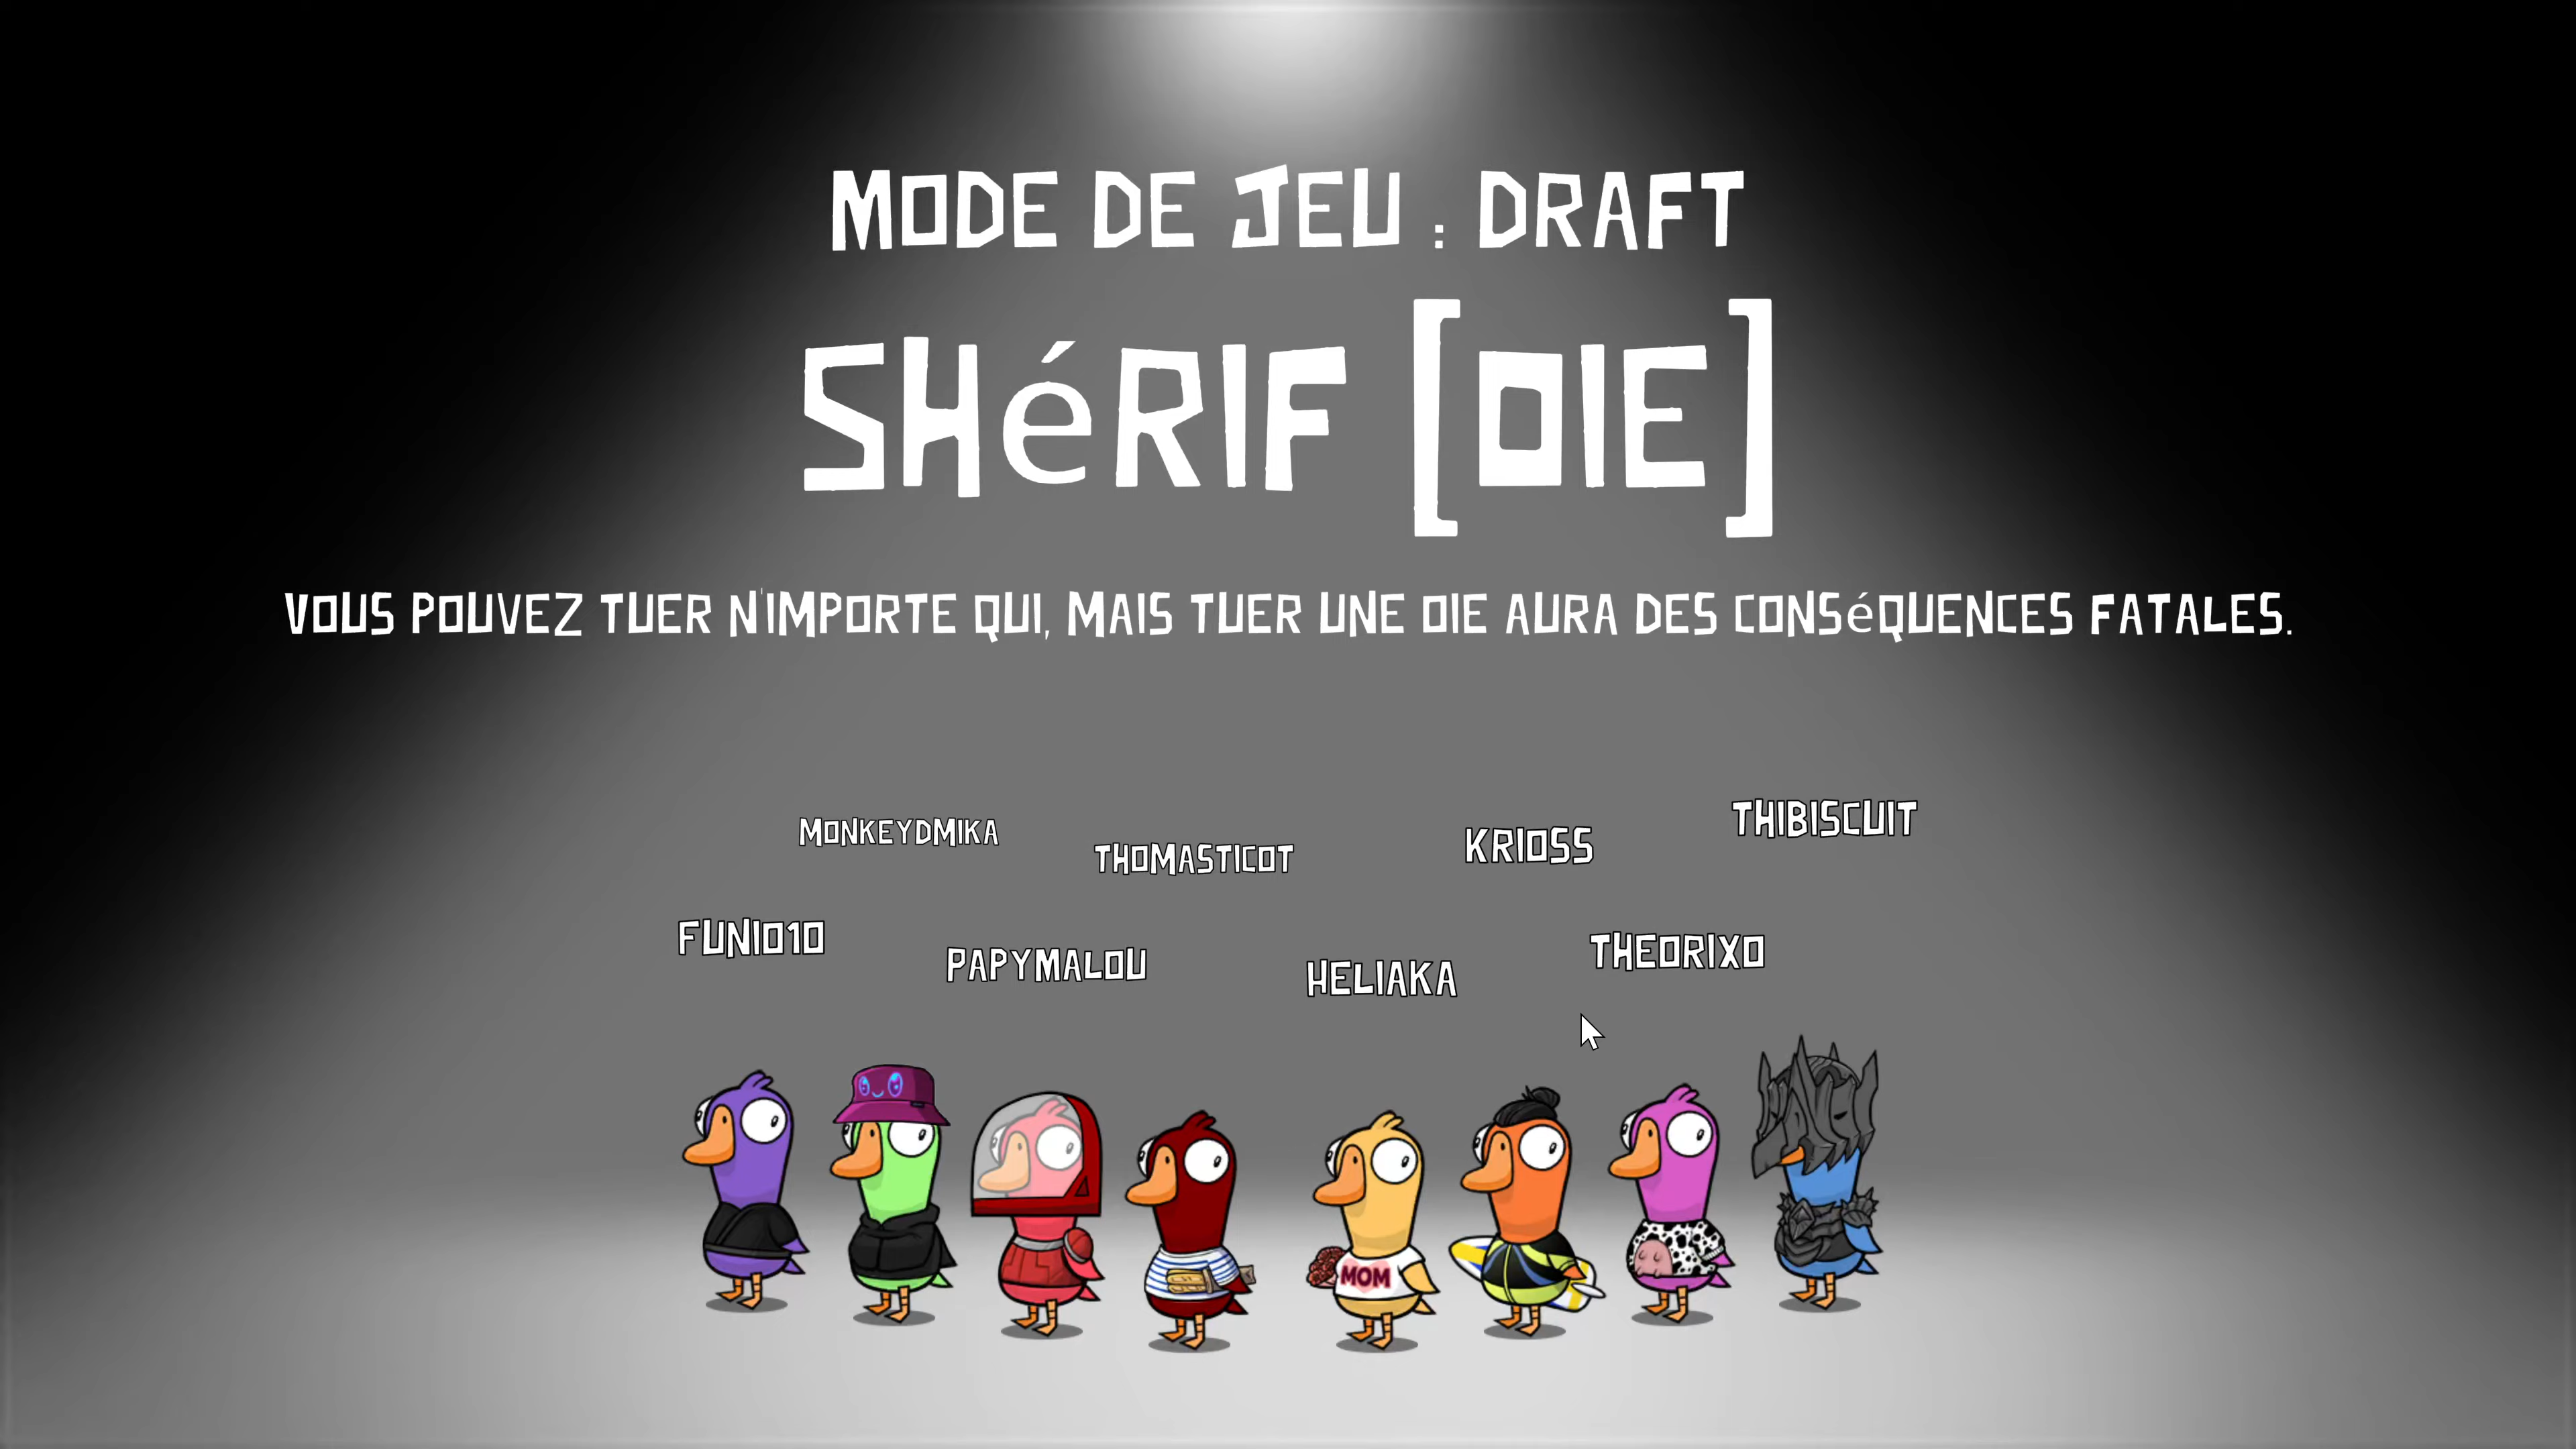 MODE DE JEU : DRAFT
SHéRIF [OIE]
VOUS POUVEZ TUER N'IMPORTE QUI, MAIS TUER UNE OIE AURA DES CONSéQUENCES FATALES.
MONKEYDMIKA
THOMASTICOT
KRIOSS
THIBISCUIT
FUNIO10
PAPYMALOU
HELIAKA
THEORIXO
MOM